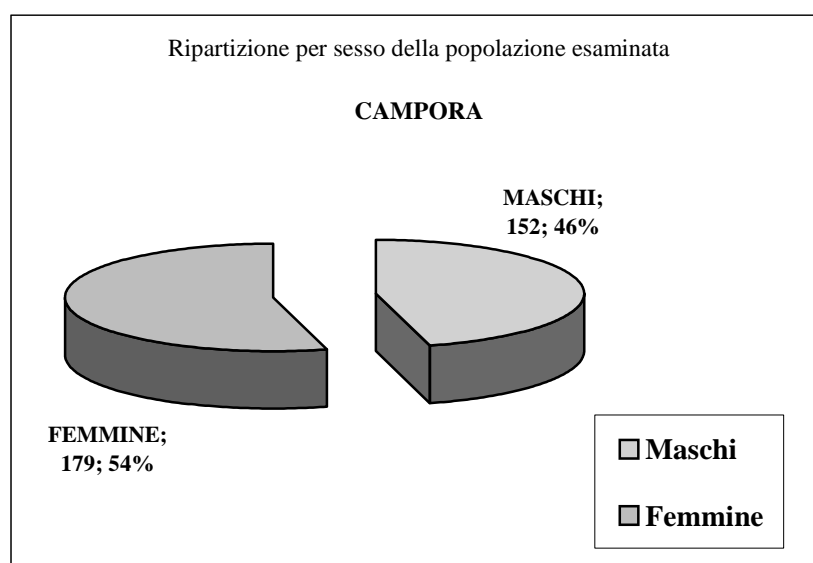 Ripartizione per sesso della popolazione esaminata
CAMPORA
MASCHI;
152; 46%
FEMMINE;
179; 54%
Maschi
Femmine